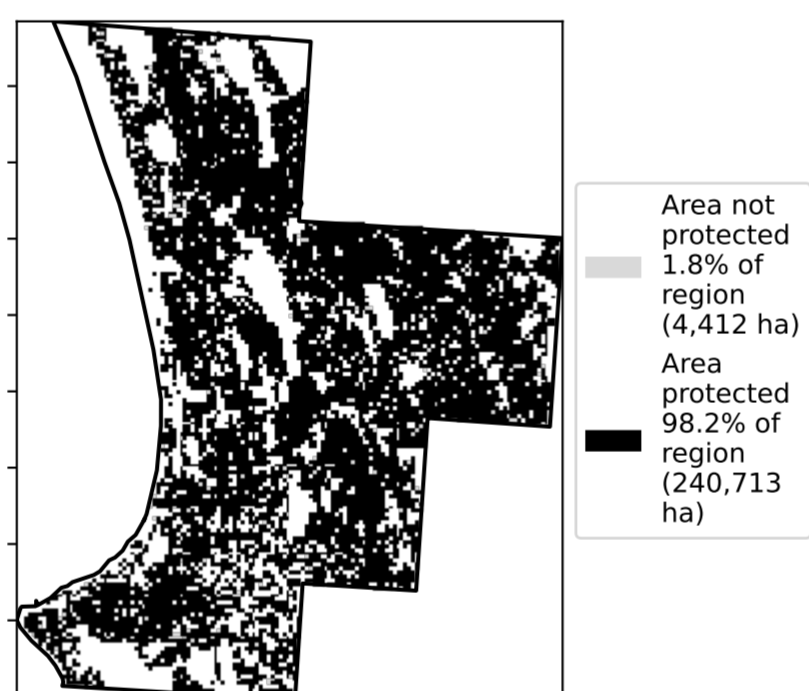 Area not
protected
1.8% of
region
(4,412 ha)
Area
protected
98.2% of
region
(240,713
ha)